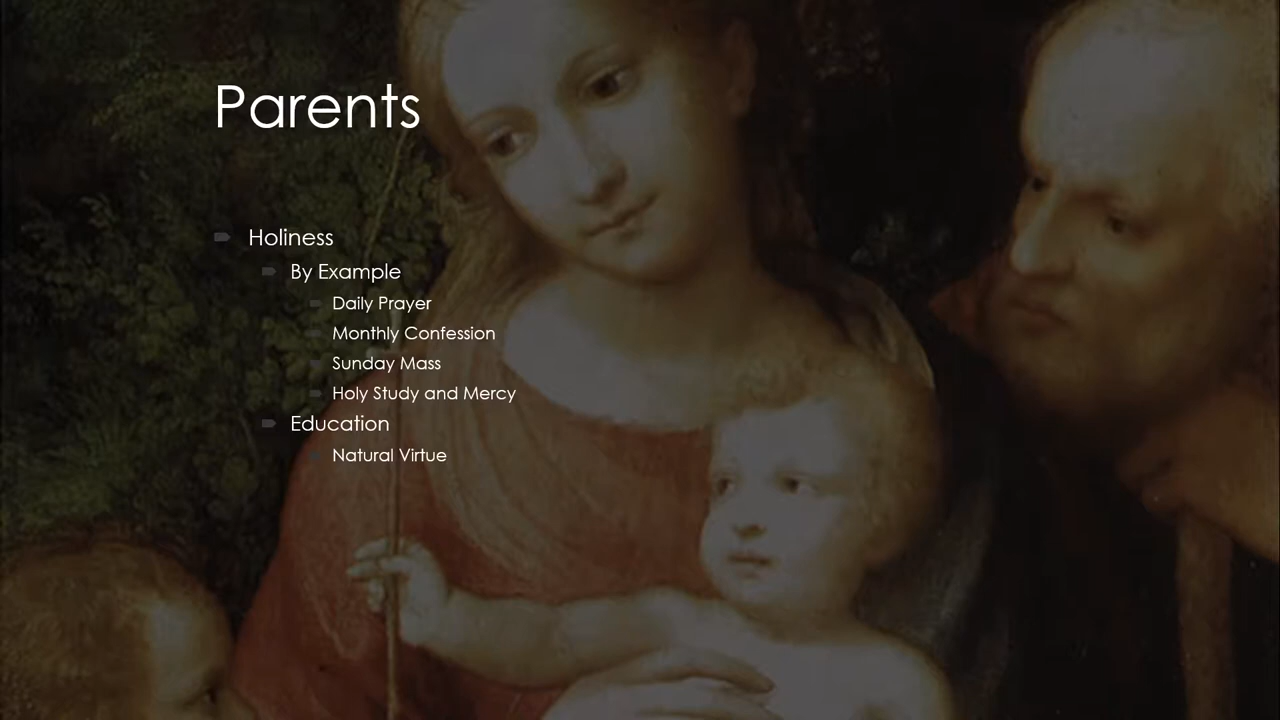 Parents
Holiness
By Example
Daily Prayer
Monthly Confession
Sunday Mass
Holy Study and Mercy
Education
Natural Virtue